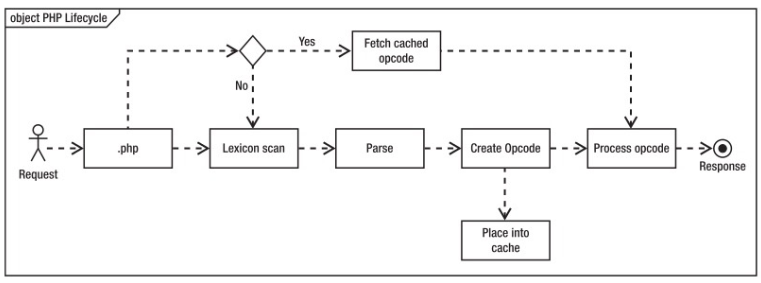 object PHP Lifecycle
Yes
Fetch cached
opcode
No
Request
.php
Lexicon scan
Parse
Create Opcode
Process opcode
Response
Place into
cache